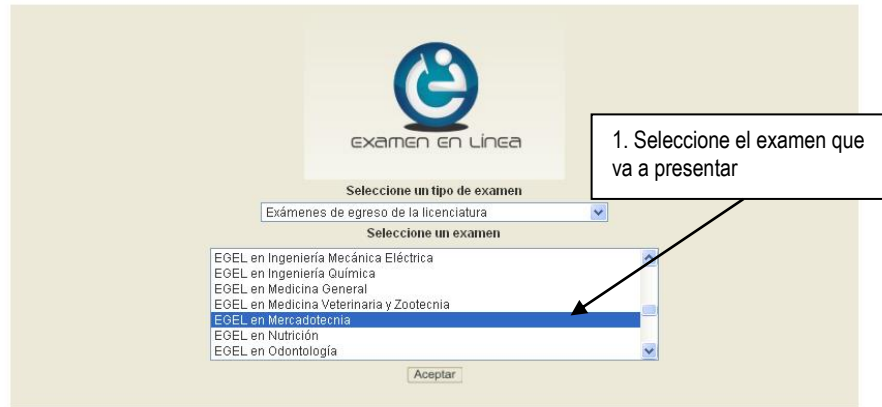 Examen en Línea
1. Seleccione el examen que
va a presentar
Seleccione un tipo de examen
Exámenes de egreso de la licenciatura
Seleccione un examen
EGEL en Ingeniería Mecánica Eléctrica
EGEL en Ingeniería Química
EGEL en Medicina General
EGEL en Medicina Veterinaria y Zootecnia
EGEL en Mercadotecnia
EGEL en Nutrición
EGEL en Odontología
Aceptar